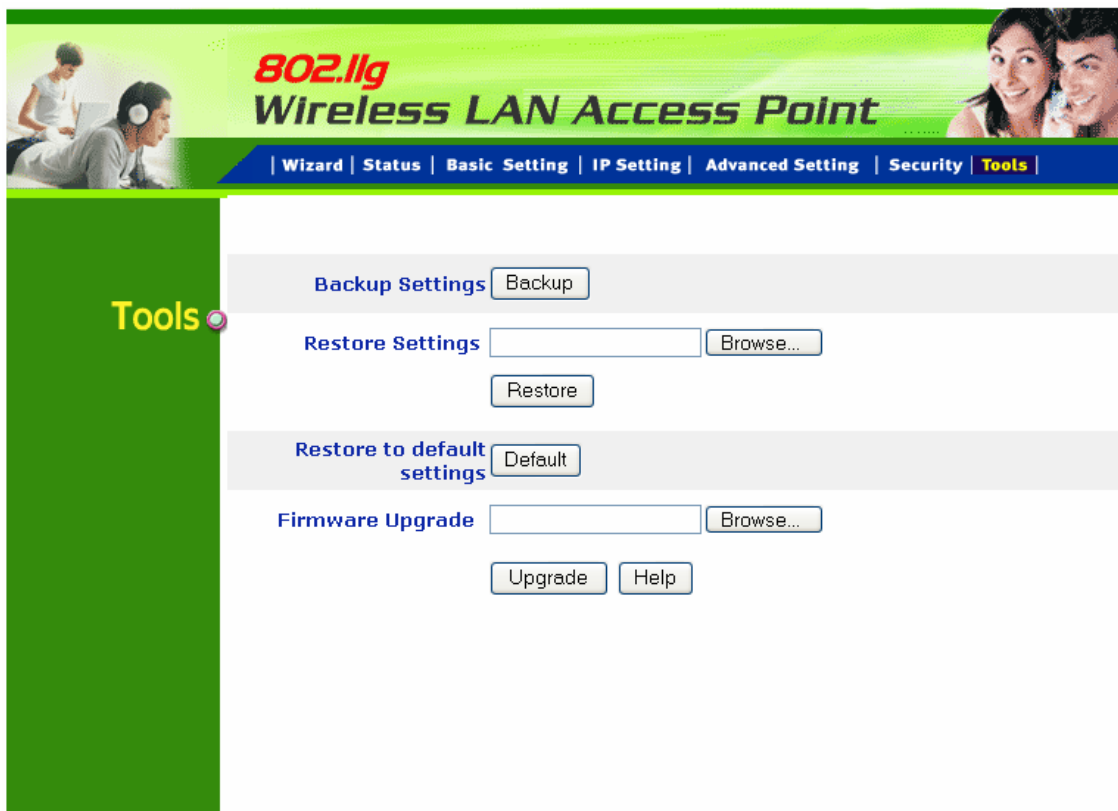 802.11g
Wireless LAN Access Point
| Wizard | Status | Basic Setting | IP Setting | Advanced Setting | Security | Tools |
Tools
Backup Settings Backup
Restore Settings Browse...
Restore
Restore to default
settings Default
Firmware Upgrade Browse...
Upgrade Help